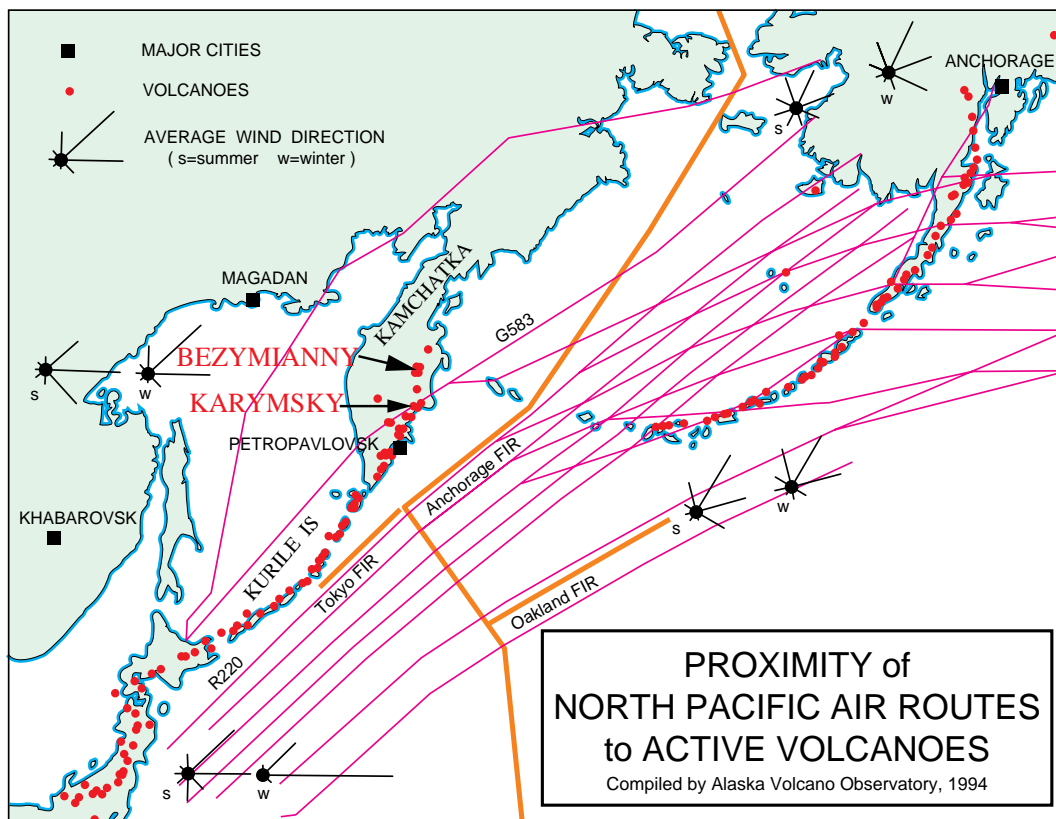 MAJOR CITIES
VOLCANOES
AVERAGE WIND DIRECTION
( s=summer w=winter )
ANCHORAGE
w
s
MAGADAN
KAMCHATKA
G583
BEZYMIANNY
s
w
KARYMSKY
PETROPAVLOVSK
Anchorage FIR
KHABAROVSK
KURILE IS
Tokyo FIR
s
w
Oakland FIR
R220
s
w
PROXIMITY of
NORTH PACIFIC AIR ROUTES
to ACTIVE VOLCANOES
Compiled by Alaska Volcano Observatory, 1994